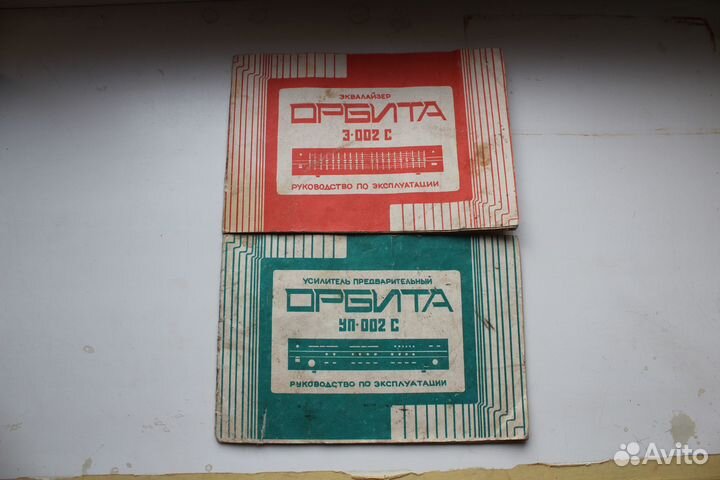 ЭКВАЛАЙЗЕР
ОРБИТА
Э-002 С
РУКОВОДСТВО ПО ЭКСПЛУАТАЦИИ
УСИЛИТЕЛЬ ПРЕДВАРИТЕЛЬНЫЙ
ОРБИТА
УП-002 С
РУКОВОДСТВО ПО ЭКСПЛУАТАЦИИ
Avito